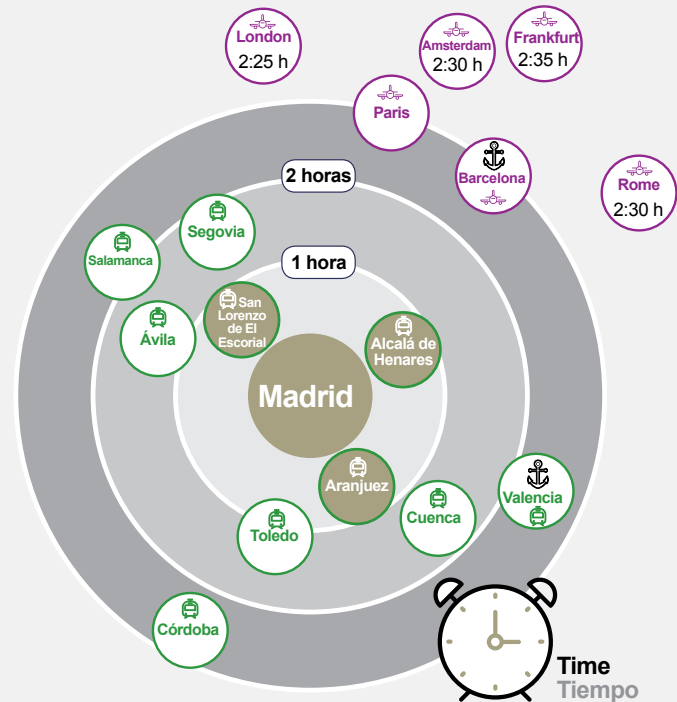 London
2:25 h
Amsterdam
2:30 h
Frankfurt
2:35 h
Paris
Barcelona
Rome
2:30 h
2 horas
Segovia
Salamanca
1 hora
San
Lorenzo
de El
Escorial
Ávila
Alcalá de
Henares
Madrid
Aranjuez
Valencia
Cuenca
Toledo
Córdoba
Time
Tiempo